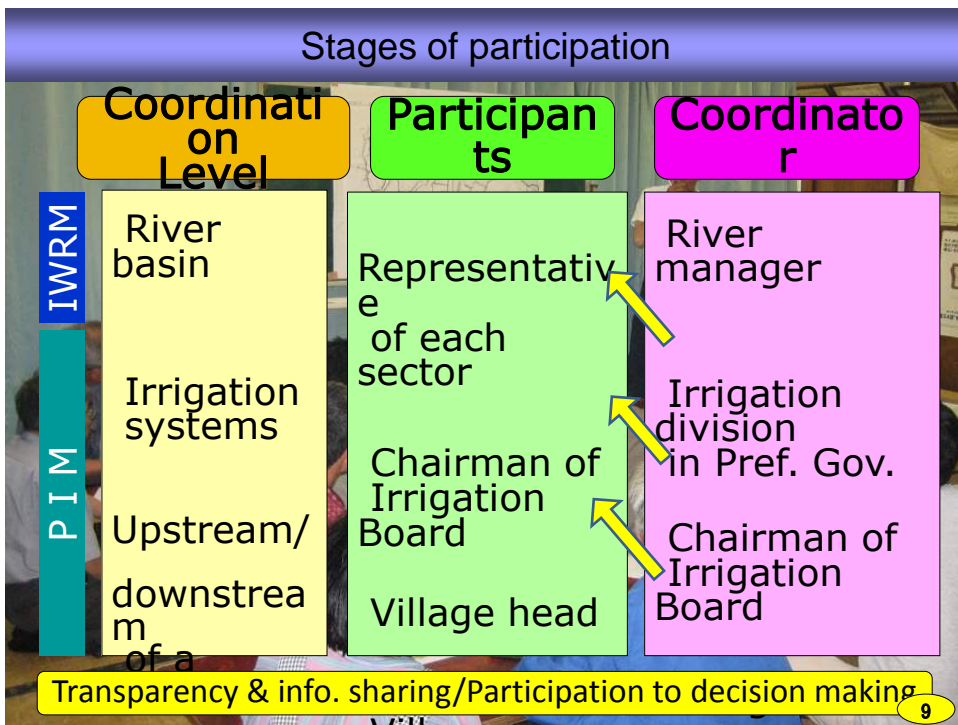 Stages of participation
Coordinati
on
Level
Participan
ts
Coordinato
r
IWRM
P I M
River
basin
Irrigation
systems
Upstream/
downstrea
m
of a
Representativ
e
of each
sector
Chairman of
Irrigation
Board
Village head
River
manager
Irrigation
division
in Pref. Gov.
Chairman of
Irrigation
Board
Transparency & info. sharing/Participation to decision making
9